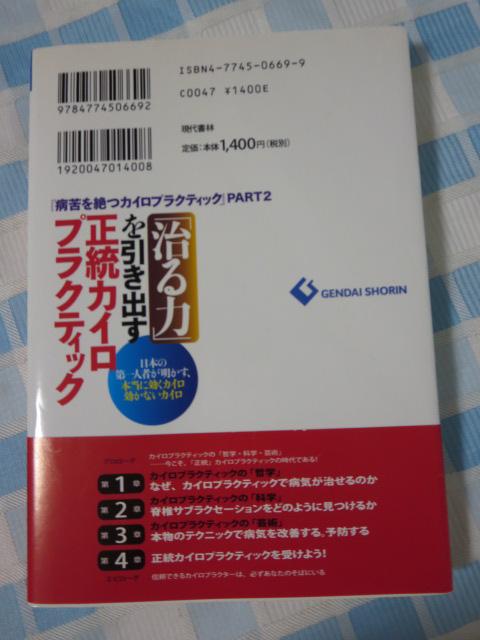 ISBN4-7745-0669-9
C0047 ¥1400E
9784774506692
1920047014008
現代書林
定価:本体1,400円(税別)
『病苦を絶つカイロプラクティック』PART2
「治る力」
を引き出す
正統カイロ
プラクティック
日本の
第一人者が明かす、
本当に効くカイロ
効かないカイロ
GENDAI SHORIN
プロローグ
カイロプラクティックの「哲学・科学・芸術」
——今こそ、「正統」カイロプラクティックの時代である!
第1章
カイロプラクティックの「哲学」
なぜ、カイロプラクティックで病気が治せるのか
第2章
カイロプラクティックの「科学」
脊椎サブラクセーションをどのように見つけるか
第3章
カイロプラクティックの「芸術」
本物のテクニックで病気を改善する。予防する
第4章
正統カイロプラクティックを受けよう!
エピローグ
信頼できるカイロプラクターは、必ずあなたのそばにいる